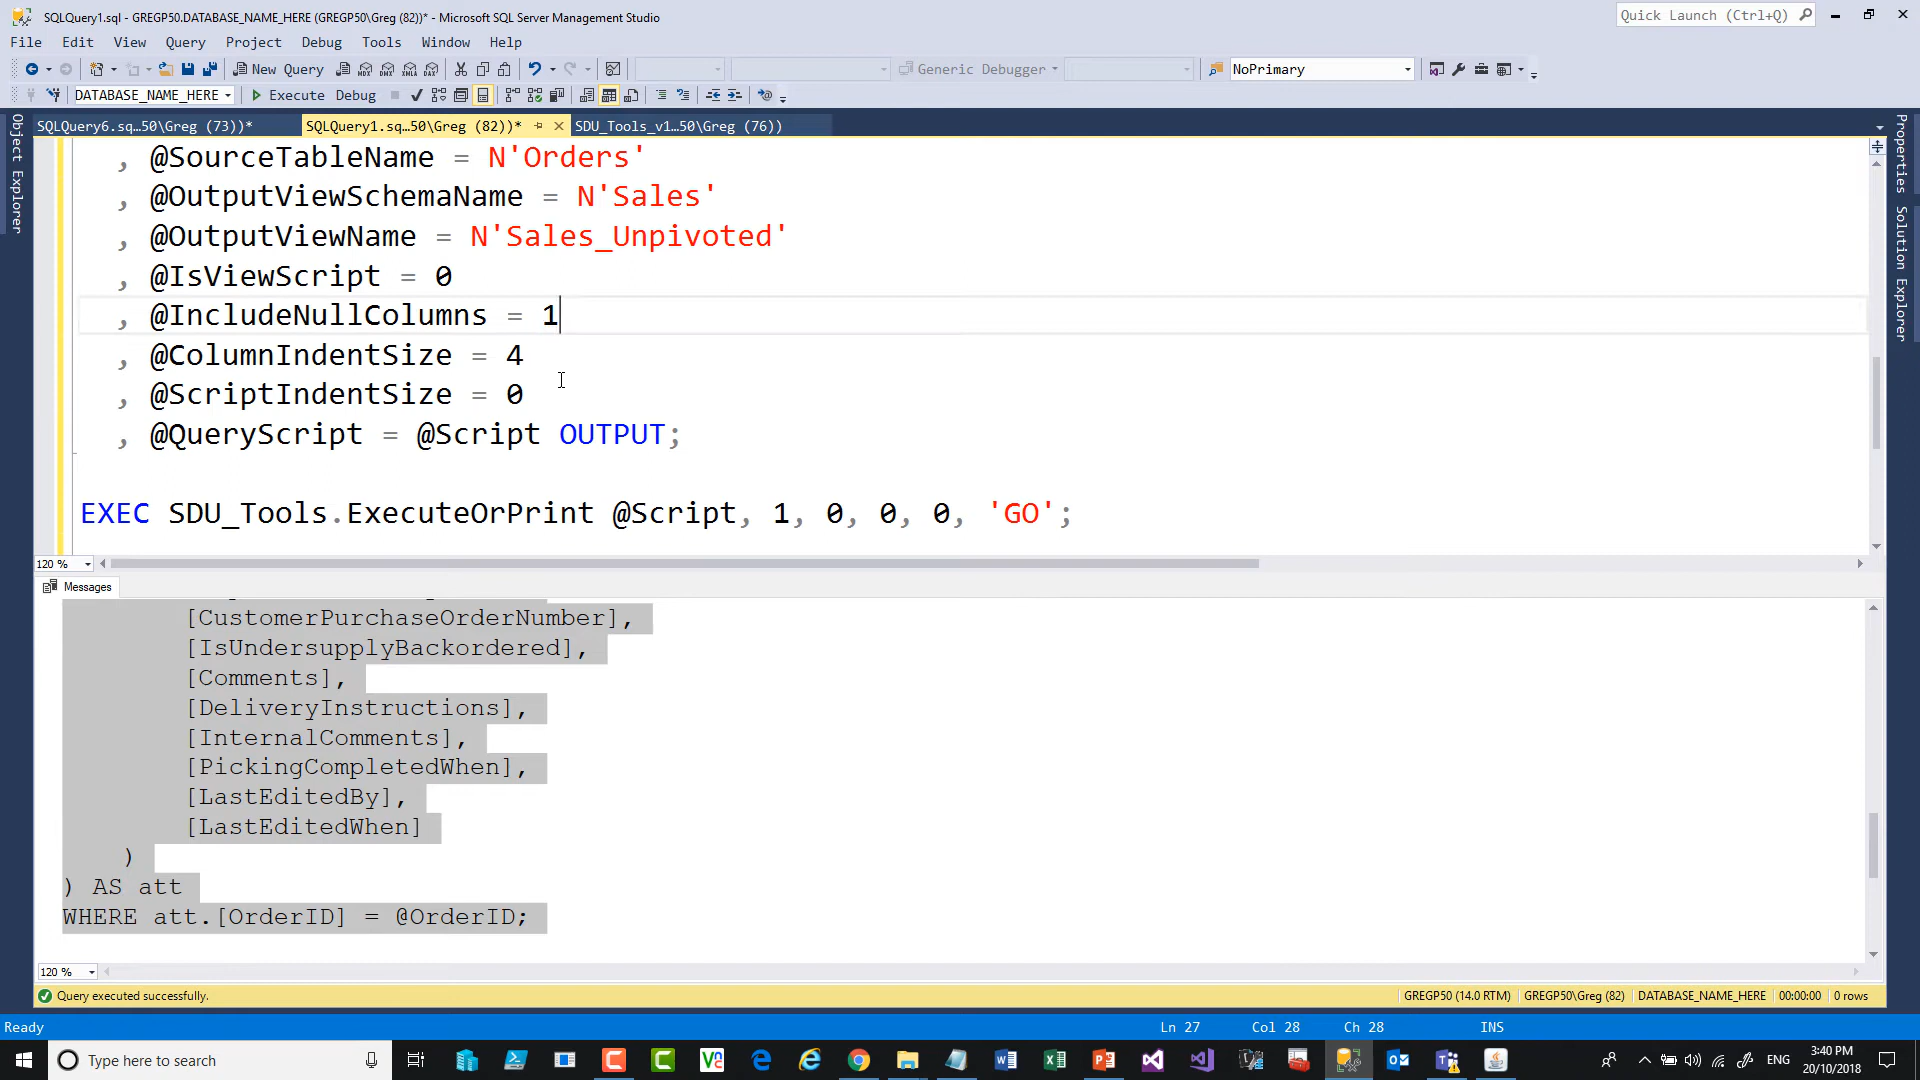 SQLQuery1.sql - GREGP50.DATABASE_NAME_HERE (GREGP50\Greg (82))* - Microsoft SQL Server Management Studio
Quick Launch (Ctrl+Q)
File Edit View Query Project Debug Tools Window Help
New Query MDX DMX XMLA DAX Generic Debugger NoPrimary
DATABASE_NAME_HERE Execute Debug
SQLQuery6.sq...50\Greg (73))* SQLQuery1.sq...50\Greg (82))* SDU_Tools_v1...50\Greg (76))
Object Explorer
Properties
Solution Explorer
, @SourceTableName = N'Orders'
, @OutputViewSchemaName = N'Sales'
, @OutputViewName = N'Sales_Unpivoted'
, @IsViewScript = 0
, @IncludeNullColumns = 1
, @ColumnIndentSize = 4
, @ScriptIndentSize = 0
, @QueryScript = @Script OUTPUT;
EXEC SDU_Tools.ExecuteOrPrint @Script, 1, 0, 0, 0, 'GO';
120 %
Messages
[CustomerPurchaseOrderNumber],
[IsUndersupplyBackordered],
[Comments],
[DeliveryInstructions],
[InternalComments],
[PickingCompletedWhen],
[LastEditedBy],
[LastEditedWhen]
)
) AS att
WHERE att.[OrderID] = @OrderID;
120 %
Query executed successfully. GREGP50 (14.0 RTM) GREGP50\Greg (82) DATABASE_NAME_HERE 00:00:00 0 rows
Ready Ln 27 Col 28 Ch 28 INS
Type here to search ENG 3:40 PM
20/10/2018